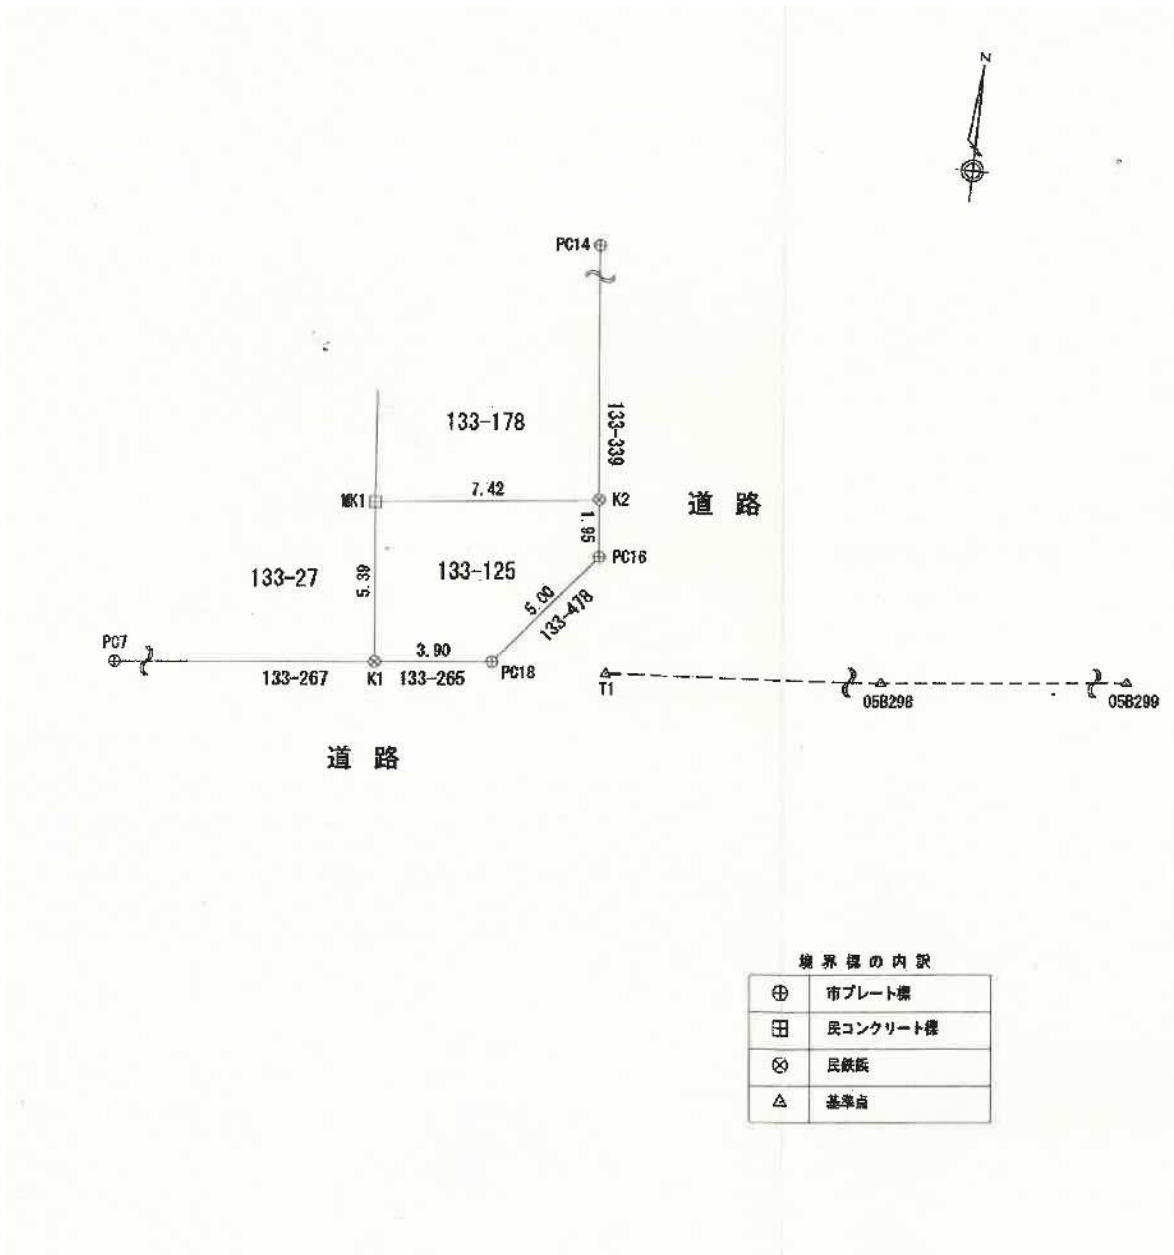 N
PC14
133-339
133-178
7.42
MK1
K2
道路
1.95
PC16
133-27
5.39
133-125
5.00
133-478
PC7
3.90
PC18
133-267
K1
133-265
T1
05B298
05B299
道路
境界標の内訳
市プレート標
民コンクリート標
民鉄鋲
基準点